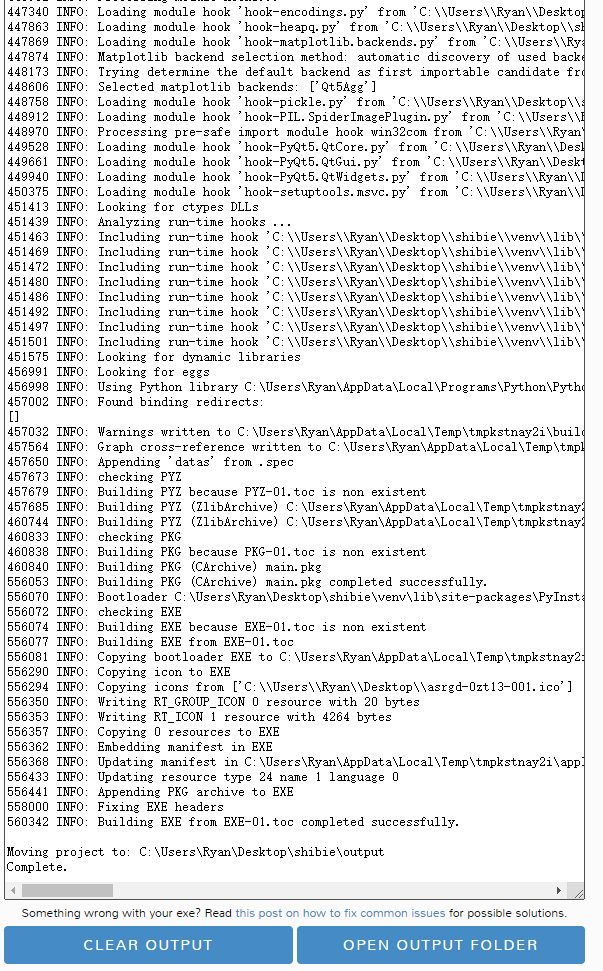 447340 INFO: Loading module hook 'hook-encodings.py' from 'C:\\Users\\Ryan\\Desktop
447863 INFO: Loading module hook 'hook-heapq.py' from 'C:\\Users\\Ryan\\Desktop\\s
447869 INFO: Loading module hook 'hook-matplotlib.backends.py' from 'C:\\Users\\Rya
447874 INFO: Matplotlib backend selection method: automatic discovery of used backe
448173 INFO: Trying determine the default backend as first importable candidate fro
448606 INFO: Selected matplotlib backends: ['Qt5Agg']
448758 INFO: Loading module hook 'hook-pickle.py' from 'C:\\Users\\Ryan\\Desktop\\s
448912 INFO: Loading module hook 'hook-PIL.SpiderImagePlugin.py' from 'C:\\Users\\R
448970 INFO: Processing pre-safe import module hook win32com from 'C:\\Users\\Ryan\
449528 INFO: Loading module hook 'hook-PyQt5.QtCore.py' from 'C:\\Users\\Ryan\\Desk
449661 INFO: Loading module hook 'hook-PyQt5.QtGui.py' from 'C:\\Users\\Ryan\\Deskt
449940 INFO: Loading module hook 'hook-PyQt5.QtWidgets.py' from 'C:\\Users\\Ryan\\D
450375 INFO: Loading module hook 'hook-setuptools.msvc.py' from 'C:\\Users\\Ryan\\D
451413 INFO: Looking for ctypes DLLs
451439 INFO: Analyzing run-time hooks ...
451463 INFO: Including run-time hook 'C:\\Users\\Ryan\\Desktop\\shibie\\venv\\lib\\
451469 INFO: Including run-time hook 'C:\\Users\\Ryan\\Desktop\\shibie\\venv\\lib\\
451472 INFO: Including run-time hook 'C:\\Users\\Ryan\\Desktop\\shibie\\venv\\lib\\
451480 INFO: Including run-time hook 'C:\\Users\\Ryan\\Desktop\\shibie\\venv\\lib\\
451486 INFO: Including run-time hook 'C:\\Users\\Ryan\\Desktop\\shibie\\venv\\lib\\
451492 INFO: Including run-time hook 'C:\\Users\\Ryan\\Desktop\\shibie\\venv\\lib\\
451497 INFO: Including run-time hook 'C:\\Users\\Ryan\\Desktop\\shibie\\venv\\lib\\
451501 INFO: Including run-time hook 'C:\\Users\\Ryan\\Desktop\\shibie\\venv\\lib\\
451575 INFO: Looking for dynamic libraries
456991 INFO: Looking for eggs
456998 INFO: Using Python library C:\Users\Ryan\AppData\Local\Programs\Python\Pytho
457002 INFO: Found binding redirects:
[]
457032 INFO: Warnings written to C:\Users\Ryan\AppData\Local\Temp\tmpkstnay2i\buil
457564 INFO: Graph cross-reference written to C:\Users\Ryan\AppData\Local\Temp\tmpk
457650 INFO: Appending 'datas' from .spec
457673 INFO: checking PYZ
457679 INFO: Building PYZ because PYZ-01.toc is non existent
457685 INFO: Building PYZ (ZlibArchive) C:\Users\Ryan\AppData\Local\Temp\tmpkstnay2
460744 INFO: Building PYZ (ZlibArchive) C:\Users\Ryan\AppData\Local\Temp\tmpkstnay2
460833 INFO: checking PKG
460838 INFO: Building PKG because PKG-01.toc is non existent
460840 INFO: Building PKG (CArchive) main.pkg
556053 INFO: Building PKG (CArchive) main.pkg completed successfully.
556070 INFO: Bootloader C:\Users\Ryan\Desktop\shibie\venv\lib\site-packages\PyInsta
556072 INFO: checking EXE
556074 INFO: Building EXE because EXE-01.toc is non existent
556077 INFO: Building EXE from EXE-01.toc
556081 INFO: Copying bootloader EXE to C:\Users\Ryan\AppData\Local\Temp\tmpkstnay2i
556290 INFO: Copying icon to EXE
556294 INFO: Copying icons from ['C:\\Users\\Ryan\\Desktop\\asrgd-0zt13-001.ico']
556350 INFO: Writing RT_GROUP_ICON 0 resource with 20 bytes
556353 INFO: Writing RT_ICON 1 resource with 4264 bytes
556357 INFO: Copying 0 resources to EXE
556362 INFO: Embedding manifest in EXE
556368 INFO: Updating manifest in C:\Users\Ryan\AppData\Local\Temp\tmpkstnay2i\appl
556433 INFO: Updating resource type 24 name 1 language 0
556441 INFO: Appending PKG archive to EXE
558000 INFO: Fixing EXE headers
560342 INFO: Building EXE from EXE-01.toc completed successfully.
Moving project to: C:\Users\Ryan\Desktop\shibie\output
Complete.
Something wrong with your exe? Read this post on how to fix common issues for possible solutions.
CLEAR OUTPUT
OPEN OUTPUT FOLDER